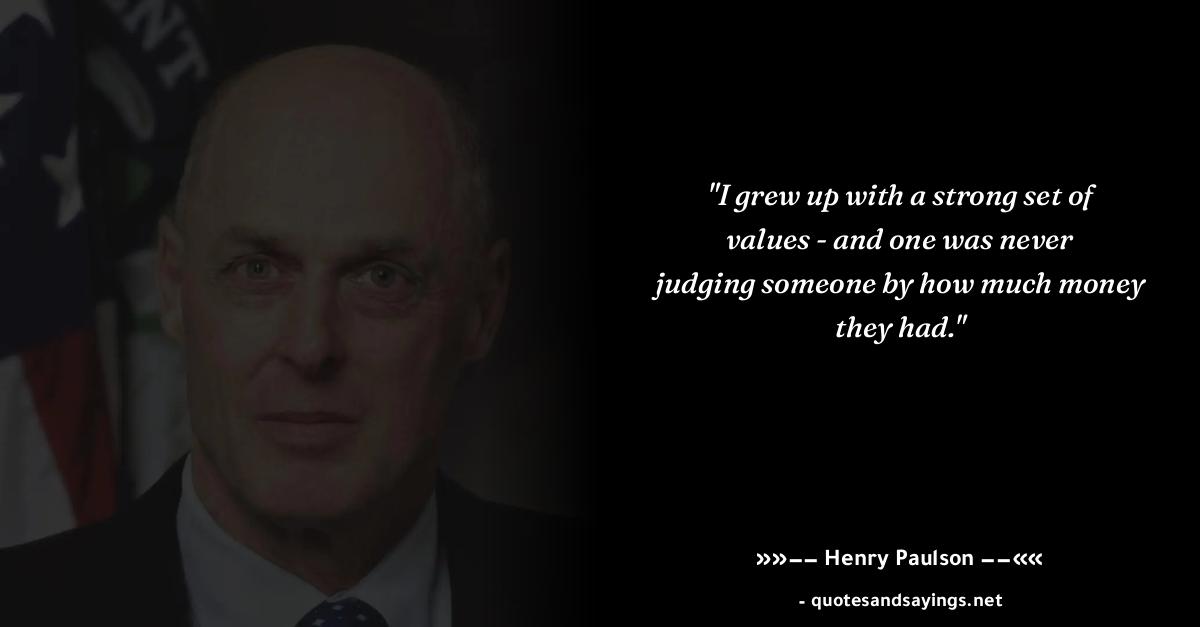 ENT
"I grew up with a strong set of
values - and one was never
judging someone by how much money
they had."
»»−− Henry Paulson −−««
- quotesandsayings.net